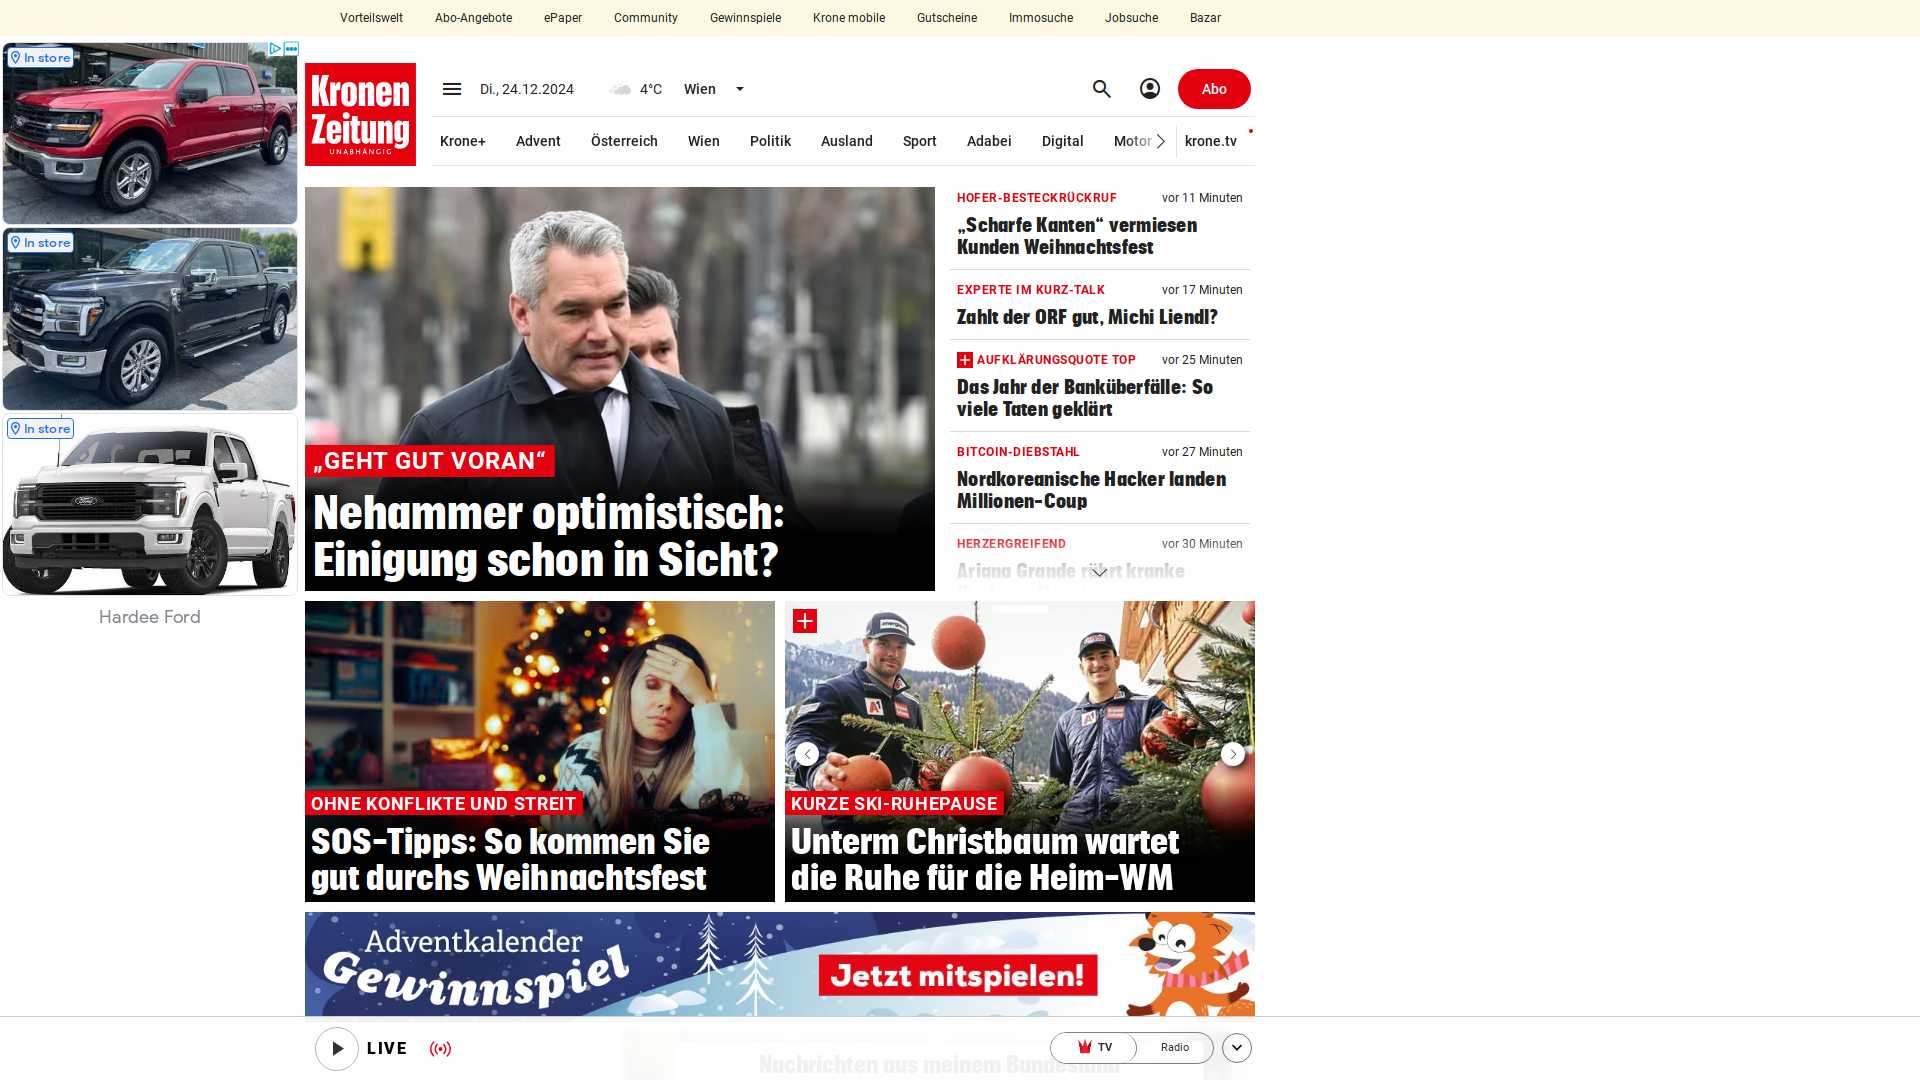 Vorteilswelt
Abo-Angebote
ePaper
Community
Gewinnspiele
Krone mobile
Gutscheine
Immosuche
Jobsuche
Bazar
In store
In store
In store
Hardee Ford
Kronen
Zeitung
UNABHÄNGIG
Di., 24.12.2024
4°C
Wien
Abo
Krone+
Advent
Österreich
Wien
Politik
Ausland
Sport
Adabei
Digital
Motor
krone.tv
„GEHT GUT VORAN“
Nehammer optimistisch:
Einigung schon in Sicht?
HOFER-BESTECKRÜCKRUF vor 11 Minuten
„Scharfe Kanten“ vermiesen
Kunden Weihnachtsfest
EXPERTE IM KURZ-TALK vor 17 Minuten
Zahlt der ORF gut, Michi Liendl?
AUFKLÄRUNGSQUOTE TOP vor 25 Minuten
Das Jahr der Banküberfälle: So
viele Taten geklärt
BITCOIN-DIEBSTAHL vor 27 Minuten
Nordkoreanische Hacker landen
Millionen-Coup
HERZERGREIFEND vor 30 Minuten
Ariana Grande rührt kranke
OHNE KONFLIKTE UND STREIT
SOS-Tipps: So kommen Sie
gut durchs Weihnachtsfest
KURZE SKI-RUHEPAUSE
Unterm Christbaum wartet
die Ruhe für die Heim-WM
Adventkalender
Gewinnspiel
Jetzt mitspielen!
LIVE
TV
Radio
Nachrichten aus meinem Bundesland